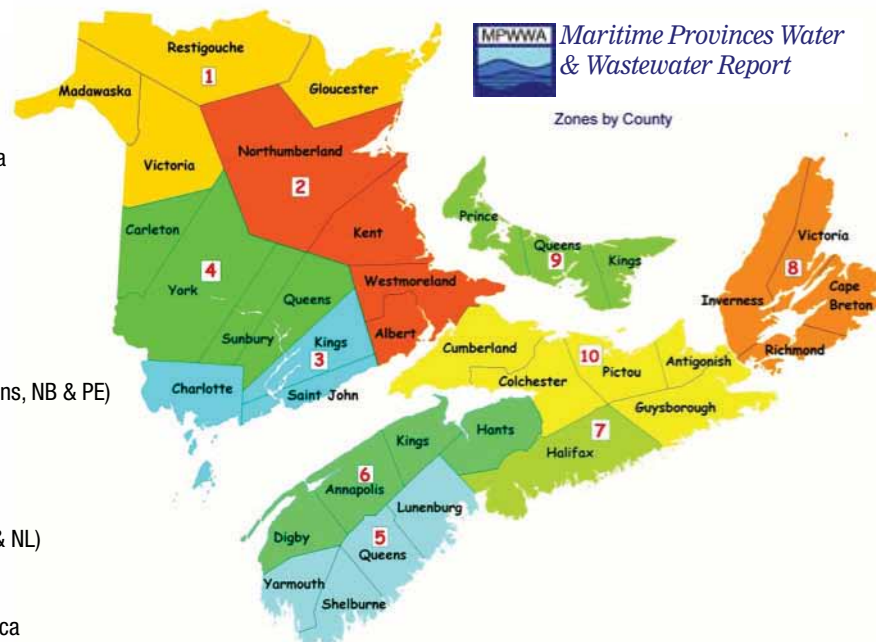 MPWWA
Maritime Provinces Water
& Wastewater Report
Zones by County
Restigouche
1
Madawaska
Gloucester
Victoria
Northumberland
2
Kent
Carleton
4
York
Queens
Sunbury
Westmoreland
Albert
Kings
3
Charlotte
Saint John
Prince
Queens
9
Kings
Victoria
8
Cape
Breton
Inverness
Richmond
Cumberland
10
Pictou
Antigonish
Colchester
Guysborough
7
Halifax
Kings
Hants
6
Annapolis
Lunenburg
Digby
5
Queens
Yarmouth
Shelburne
a
ns, NB & PE)
& NL)
ca